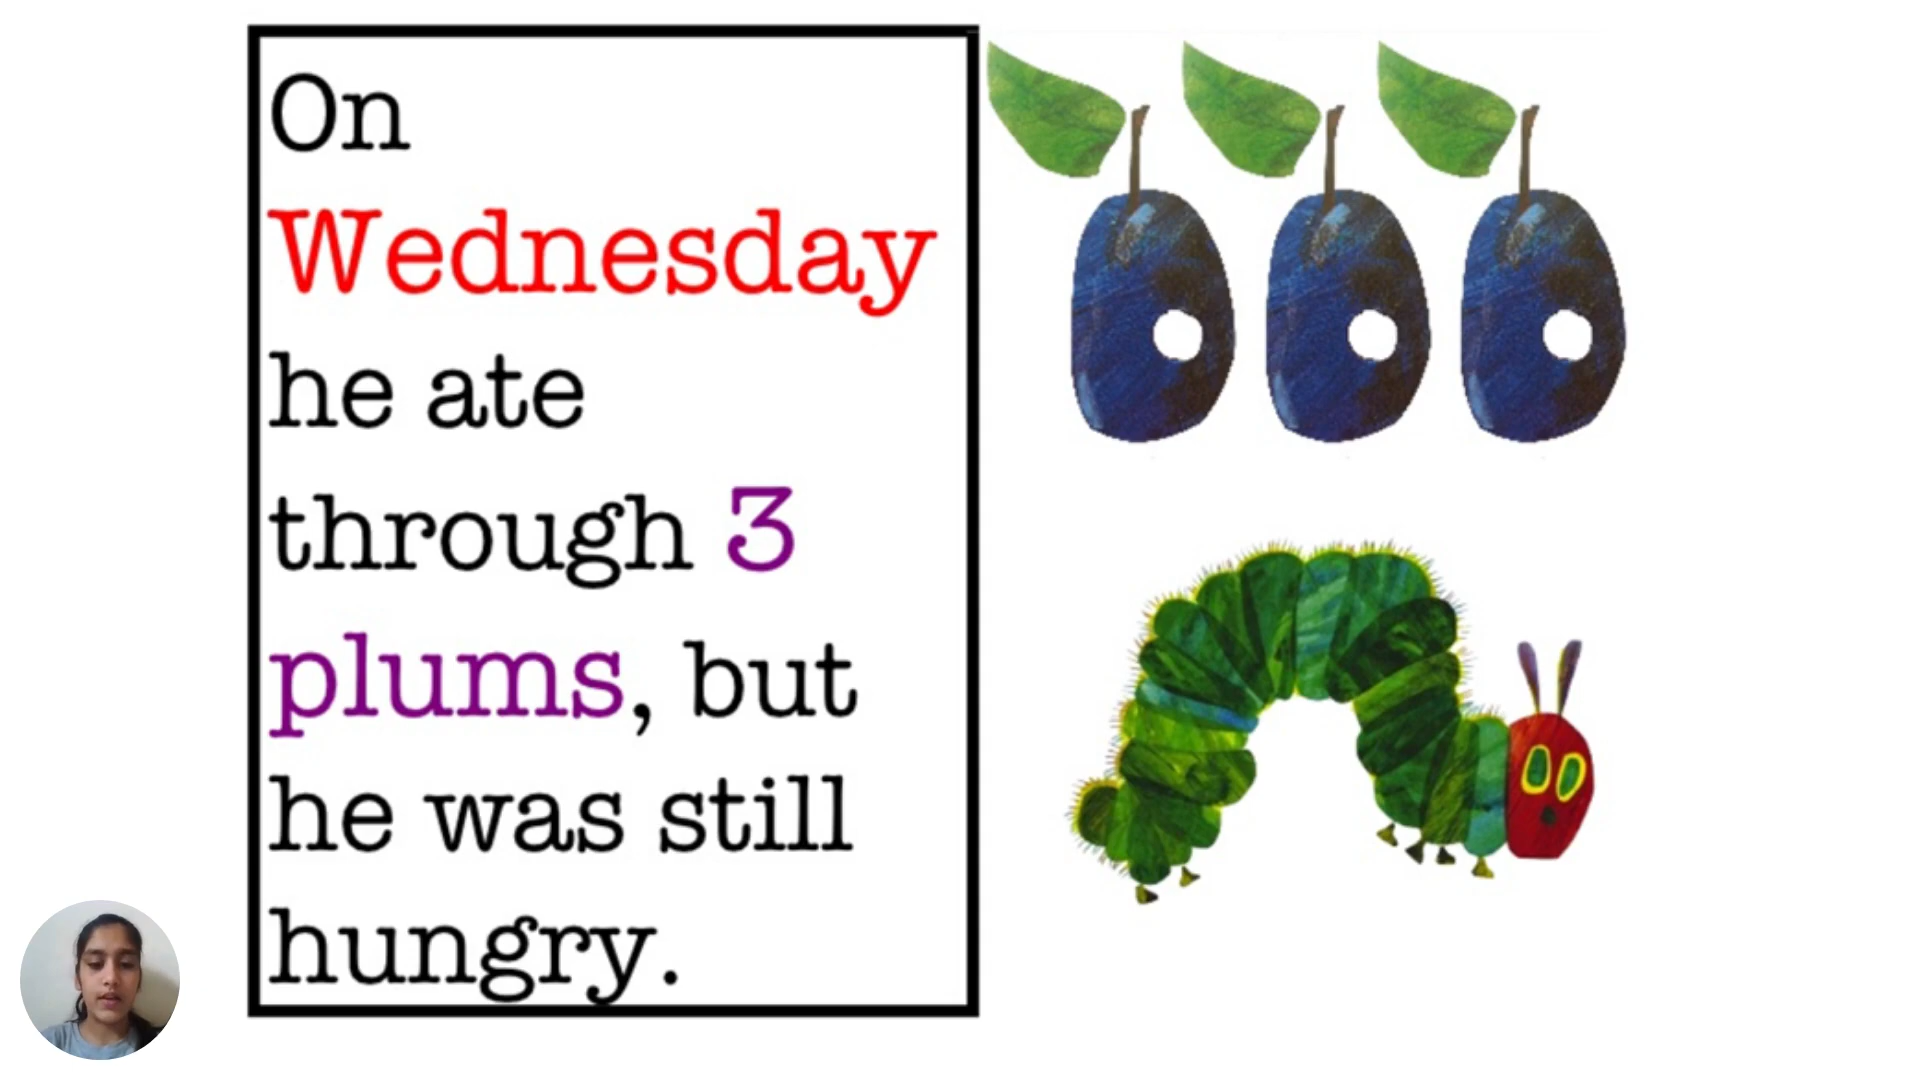 On
Wednesday
he ate
through 3
plums, but
he was still
hungry.